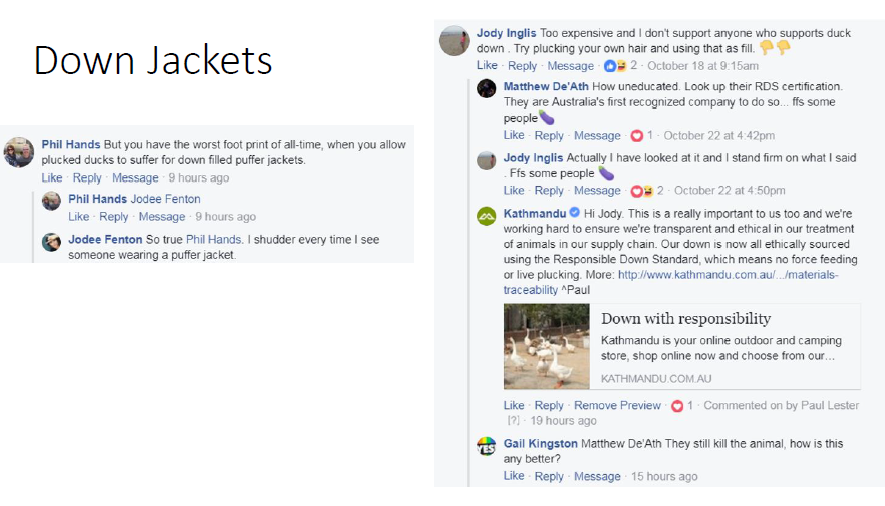 Down Jackets
Phil Hands But you have the worst foot print of all-time, when you allow
plucked ducks to suffer for down filled puffer jackets.
Like · Reply · Message · 9 hours ago
Phil Hands Jodee Fenton
Like · Reply · Message · 9 hours ago
Jodee Fenton So true Phil Hands. I shudder every time I see
someone wearing a puffer jacket.
Jody Inglis Too expensive and I don't support anyone who supports duck
down . Try plucking your own hair and using that as fill. 👇👇
Like · Reply · Message · 2 · October 18 at 9:15am
Matthew De'Ath How uneducated. Look up their RDS certification.
They are Australia's first recognized company to do so... ffs some
people🍆
Like · Reply · Message · 1 · October 22 at 4:42pm
Jody Inglis Actually I have looked at it and I stand firm on what I said
. Ffs some people 🍆
Like · Reply · Message · 2 · October 22 at 4:50pm
Kathmandu Hi Jody. This is a really important to us too and we're
working hard to ensure we're transparent and ethical in our treatment
of animals in our supply chain. Our down is now all ethically sourced
using the Responsible Down Standard, which means no force feeding
or live plucking. More: http://www.kathmandu.com.au/.../materials-
traceability ^Paul
Down with responsibility
Kathmandu is your online outdoor and camping
store, shop online now and choose from our...
KATHMANDU.COM.AU
Like · Reply · Remove Preview · 1 · Commented on by Paul Lester
[?] · 19 hours ago
YES
Gail Kingston Matthew De'Ath They still kill the animal, how is this
any better?
Like · Reply · Message · 15 hours ago